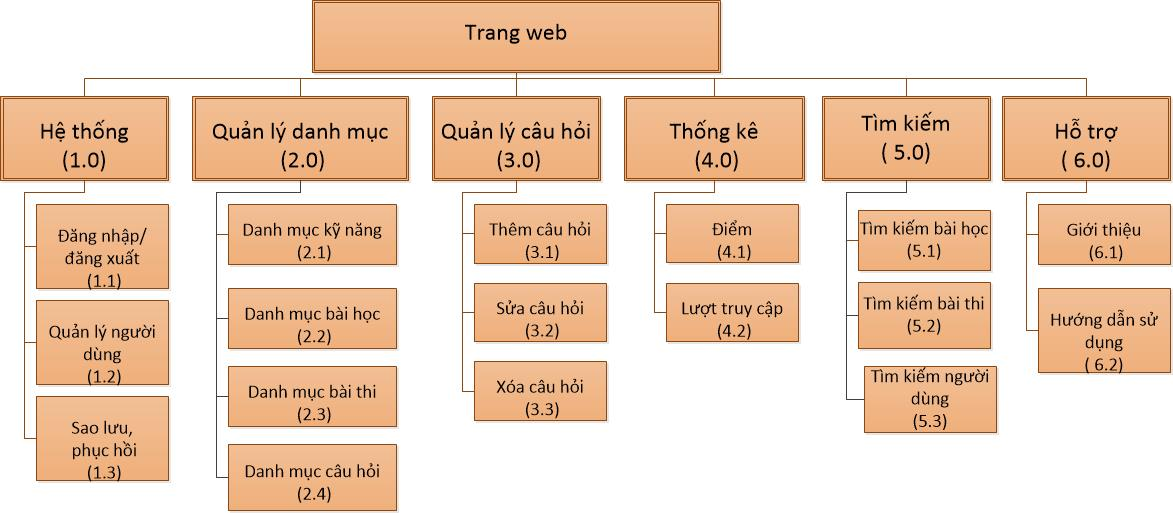 Trang web
Hệ thống
(1.0)
Đăng nhập/
đăng xuất
(1.1)
Quản lý người
dùng
(1.2)
Sao lưu,
phục hồi
(1.3)
Quản lý danh mục
(2.0)
Danh mục kỹ năng
(2.1)
Danh mục bài học
(2.2)
Danh mục bài thi
(2.3)
Danh mục câu hỏi
(2.4)
Quản lý câu hỏi
(3.0)
Thêm câu hỏi
(3.1)
Sửa câu hỏi
(3.2)
Xóa câu hỏi
(3.3)
Thống kê
(4.0)
Điểm
(4.1)
Lượt truy cập
(4.2)
Tìm kiếm
( 5.0)
Tìm kiếm bài học
(5.1)
Tìm kiếm bài thi
(5.2)
Tìm kiếm người
dùng
(5.3)
Hỗ trợ
( 6.0)
Giới thiệu
(6.1)
Hướng dẫn sử
dụng
( 6.2)